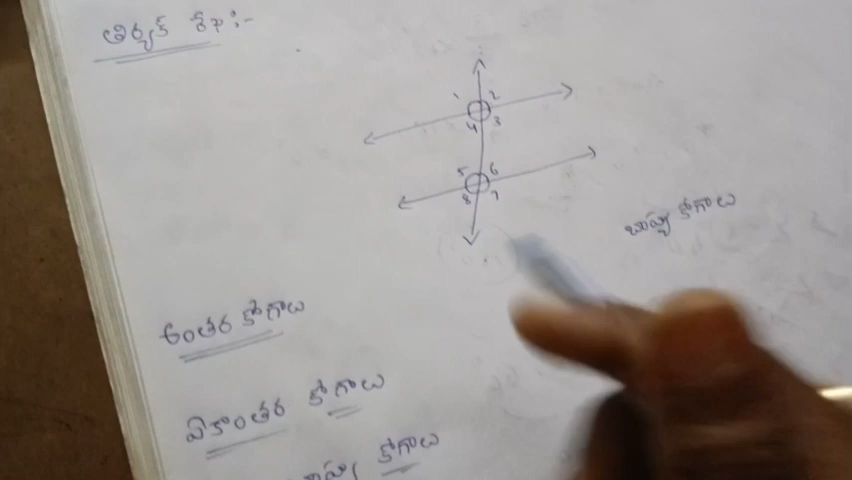 తిర్యక్ రేఖ:-
1 2
4 3
5 6
8 7
బాహ్య కోణాలు
అంతర కోణాలు
ఏకాంతర కోణాలు
బాహ్య కోణాలు